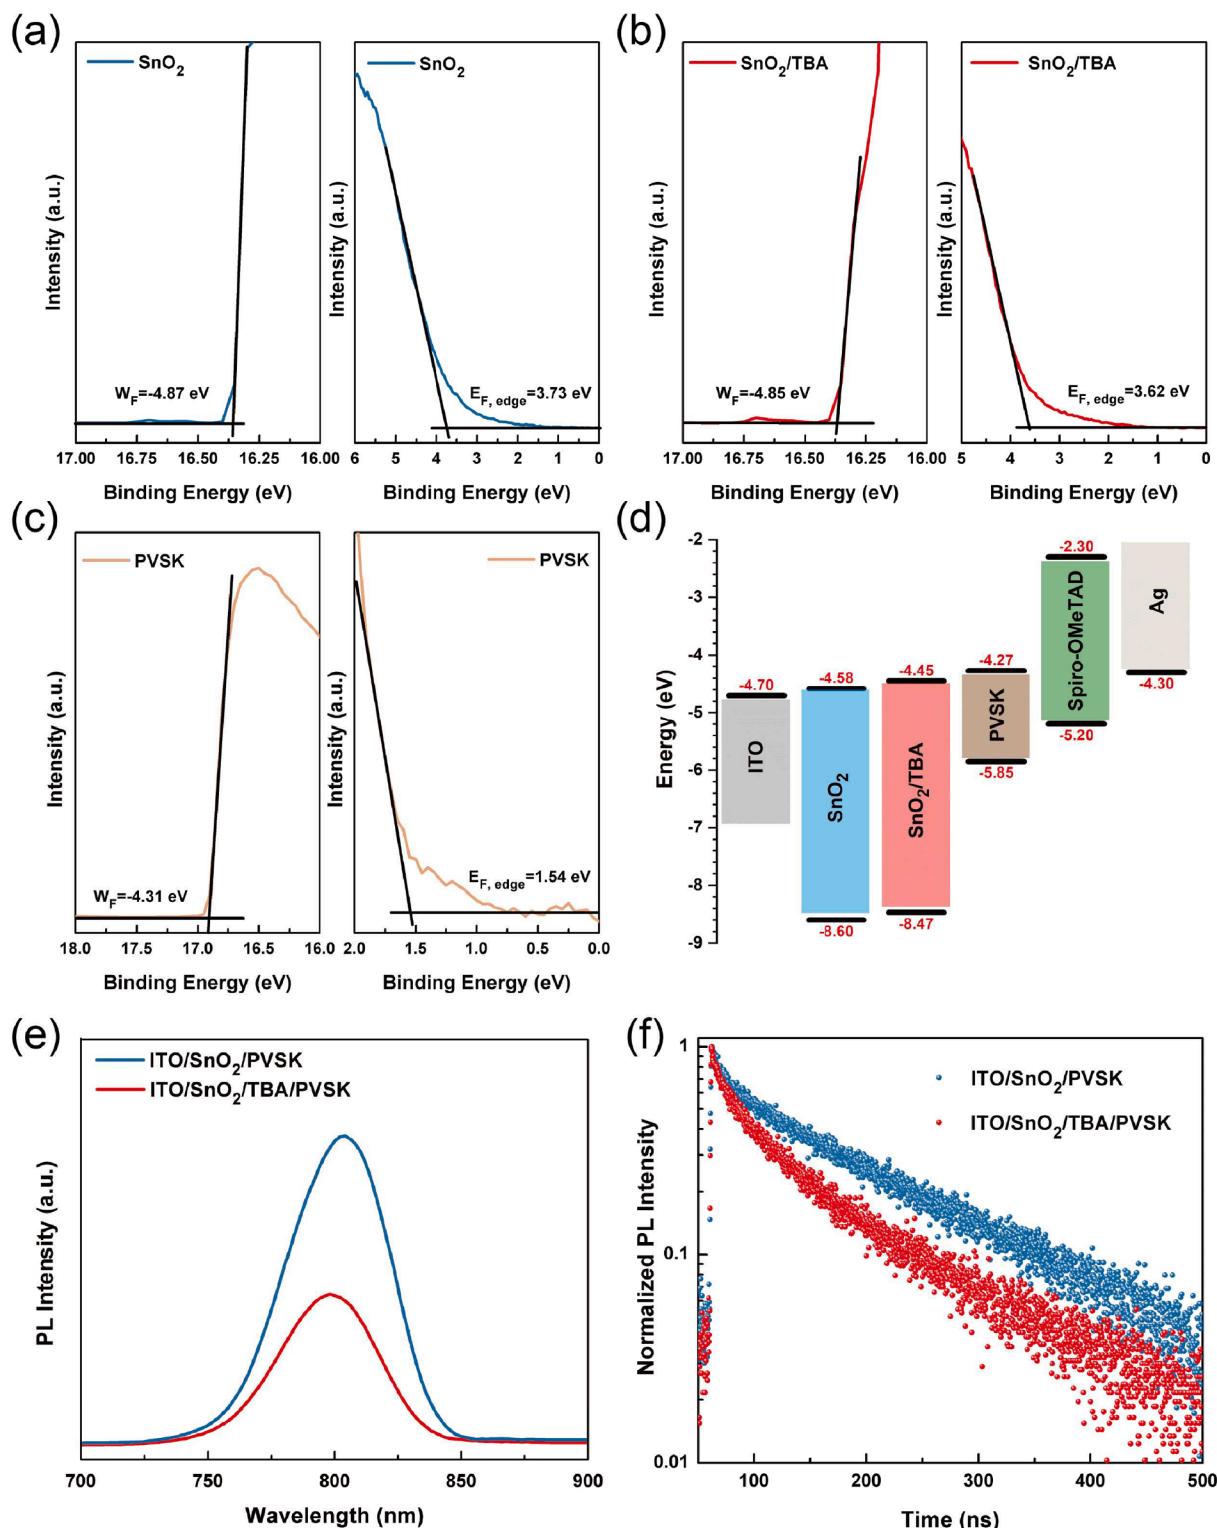 (a)
SnO2
Intensity (a.u.)
WF=-4.87 eV
17.00 16.75 16.50 16.25 16.00
Binding Energy (eV)
SnO2
Intensity (a.u.)
EF, edge=3.73 eV
6 5 4 3 2 1 0
Binding Energy (eV)
(b)
SnO2/TBA
Intensity (a.u.)
WF=-4.85 eV
17.00 16.75 16.50 16.25 16.00
Binding Energy (eV)
SnO2/TBA
Intensity (a.u.)
EF, edge=3.62 eV
5 4 3 2 1 0
Binding Energy (eV)
(c)
PVSK
Intensity (a.u.)
WF=-4.31 eV
18.0 17.5 17.0 16.5 16.0
Binding Energy (eV)
PVSK
Intensity (a.u.)
EF, edge=1.54 eV
2.0 1.5 1.0 0.5 0.0
Binding Energy (eV)
(d)
Energy (eV)
-2
-3
-4
-5
-6
-7
-8
-9
-4.70
ITO
-4.58
SnO2
-8.60
-4.45
SnO2/TBA
-8.47
-4.27
PVSK
-5.85
-2.30
Spiro-OMeTAD
-5.20
Ag
-4.30
(e)
ITO/SnO2/PVSK
ITO/SnO2/TBA/PVSK
PL Intensity (a.u.)
700 750 800 850 900
Wavelength (nm)
(f)
ITO/SnO2/PVSK
ITO/SnO2/TBA/PVSK
Normalized PL Intensity
1
0.1
0.01
100 200 300 400 500
Time (ns)